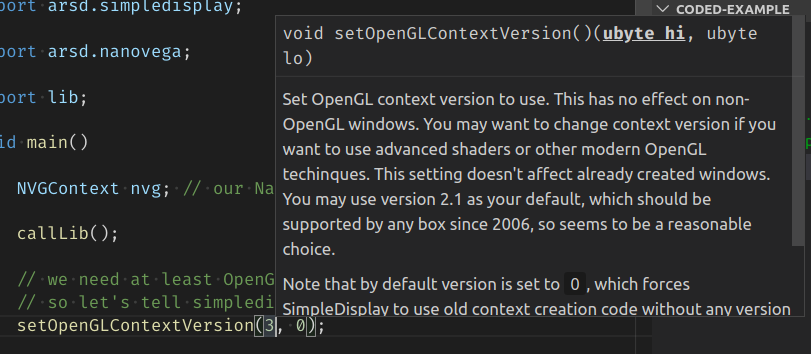 port arsd.simpledisplay;
CODED-EXAMPLE
void setOpenGLContextVersion()(ubyte hi, ubyte
lo)
port arsd.nanovega;
port lib;
Set OpenGL context version to use. This has no effect on non-
OpenGL windows. You may want to change context version if you
want to use advanced shaders or other modern OpenGL
techinques. This setting doesn't affect already created windows.
You may use version 2.1 as your default, which should be
supported by any box since 2006, so seems to be a reasonable
choice.
Note that by default version is set to 0, which forces
SimpleDisplay to use old context creation code without any version
id main()
NVGContext nvg; // our Na
callLib();
// we need at least OpenG
// so let's tell simpledi
setOpenGLContextVersion(3, 0);